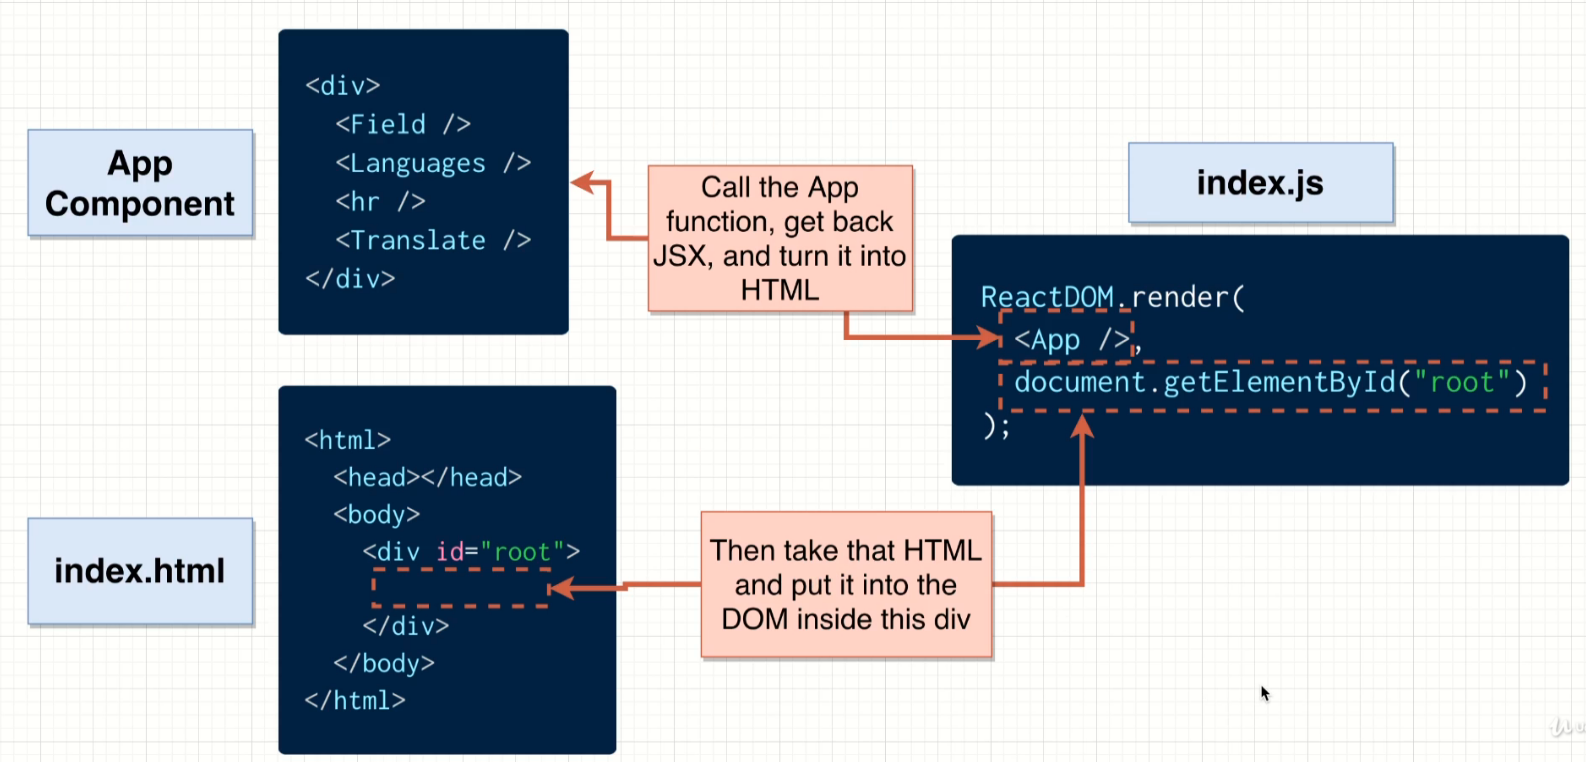 App
Component
<div>
<Field />
<Languages />
<hr />
<Translate />
</div>
Call the App
function, get back
JSX, and turn it into
HTML
index.js
ReactDOM.render(
<App />,
document.getElementById("root")
);
index.html
<html>
<head></head>
<body>
<div id="root">
</div>
</body>
</html>
Then take that HTML
and put it into the
DOM inside this div